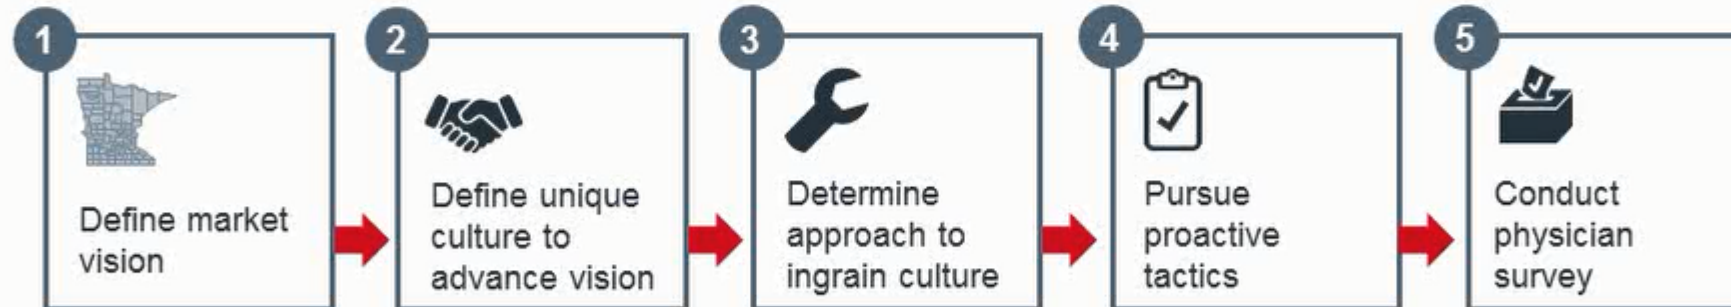 1
Define market
vision
2
Define unique
culture to
advance vision
3
Determine
approach to
ingrain culture
4
Pursue
proactive
tactics
5
Conduct
physician
survey